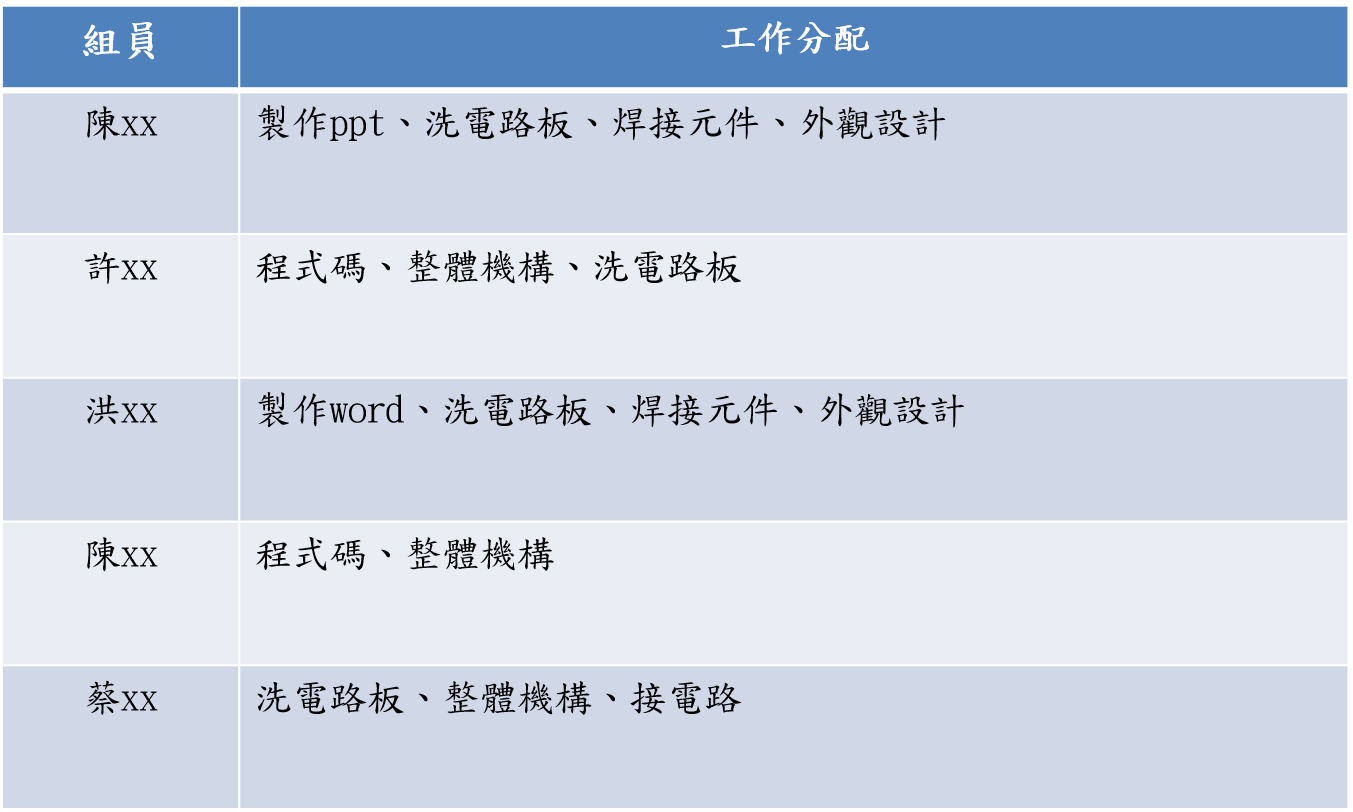 組員 工作分配
陳xx 製作ppt、洗電路板、焊接元件、外觀設計
許xx 程式碼、整體機構、洗電路板
洪xx 製作word、洗電路板、焊接元件、外觀設計
陳xx 程式碼、整體機構
蔡xx 洗電路板、整體機構、接電路